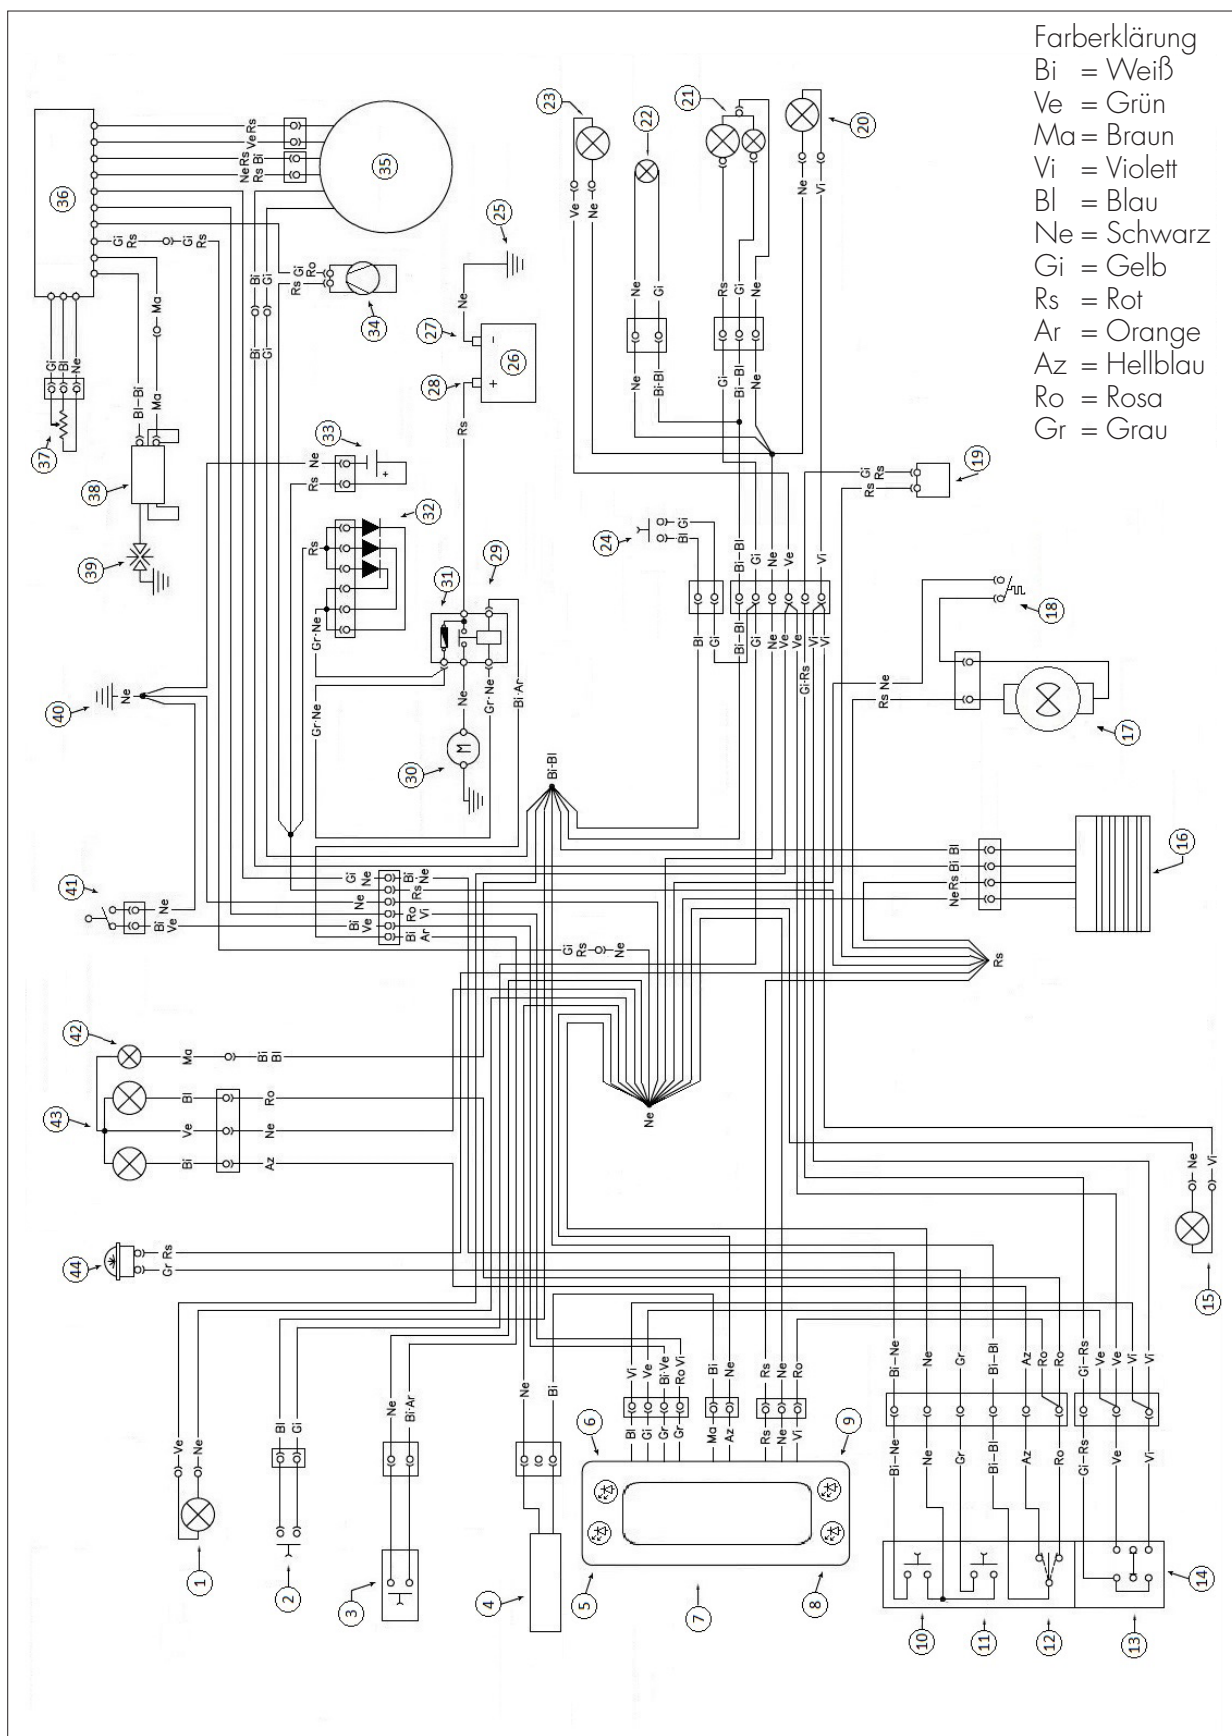 Farberklärung
Bi = Weiß
Ve = Grün
Ma = Braun
Vi = Violett
Bl = Blau
Ne = Schwarz
Gi = Gelb
Rs = Rot
Ar = Orange
Az = Hellblau
Ro = Rosa
Gr = Grau
36
35
Rs
Ve
Bi
Rs
Rs
Ne
Gi
Rs
Gi
Rs
Ma
Gi
Bl
Ne
37
Bl-Bi
Ma
38
39
Bi
Gi
Bi
Gi
Gi
Ro
Rs
34
25
Ne
27
-
26
+
28
Rs
33
Ne
Rs
+
32
Rs
Gr-Ne
29
31
Ne
Gr-Ne
Gr-Ne
Bi-Ar
M
30
23
Ve
Ne
22
Ne
Gi
Ne
Bi-Bl
21
Rs
Gi
Ne
Gi
Bi-Bl
Ne
20
Ne
Vi
24
Gi
Bl
Bl
Gi
Bi-Bl
Gi
Ne
Ve
Vi
Bi-Bl
Gi
Ne
Ve
Ve
Gi-Rs
Vi
Vi
19
Gi
Rs
Rs
18
Ne
Rs
17
40
Ne
Bi-Bl
41
Ne
Bi
Ve
Gi
Ne
Ne
Bi
Ve
Bi
Ne
Rs
Ro
Vi
Bi
Ar
Gi
Rs
Ne
Bl
Bi
Rs
Ne
16
Rs
42
Ma
Bi
Bl
43
Bl
Ve
Bi
Ro
Ne
Az
Ne
44
Rs
Gr
Ne
Vi
15
Ve
Ne
1
Bl
Gi
2
Ne
Bi-Ar
3
Ne
Bi
4
Vi
Ve
Bi-Ve
Ro Vi
Bi
Ne
Rs
Ne
Ro
Bl
Gi
Gr
Gr
Ma
Az
Rs
Ne
Vi
6
9
5
7
8
Bi-Ne
Ne
Gr
Bi-Bl
Az
Ro
Ro
Gi-Rs
Ve
Ve
Vi
Vi
Bi-Ne
Ne
Gr
Bi-Bl
Az
Ro
Gi-Rs
Ve
Vi
10
11
12
13
14